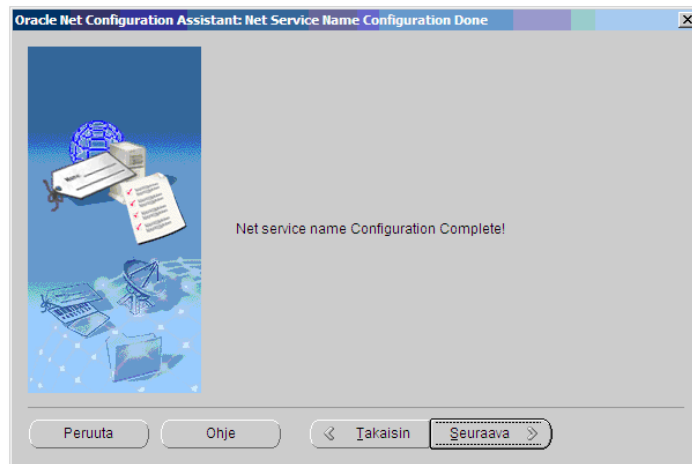 Oracle Net Configuration Assistant: Net Service Name Configuration Done
Net service name Configuration Complete!
Peruuta Ohje Takaisin Seuraava